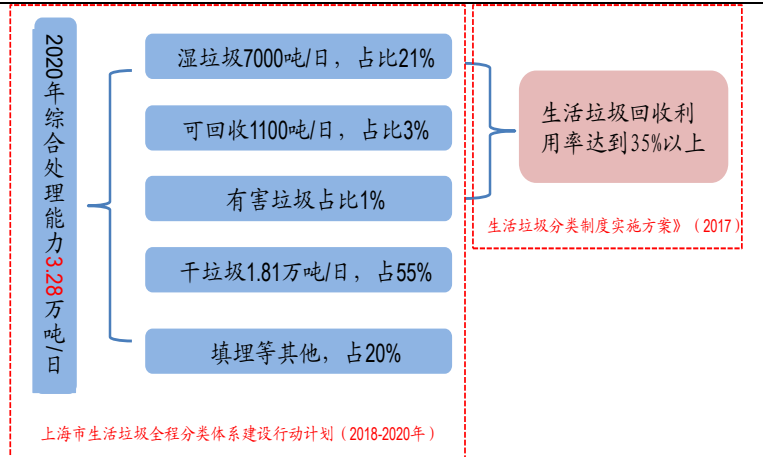 2020年综合处理能力3.28万吨/日
湿垃圾7000吨/日，占比21%
可回收1100吨/日，占比3%
有害垃圾占比1%
干垃圾1.81万吨/日，占55%
填埋等其他，占20%
生活垃圾回收利
用率达到35%以上
生活垃圾分类制度实施方案》（2017）
上海市生活垃圾全程分类体系建设行动计划（2018-2020年）